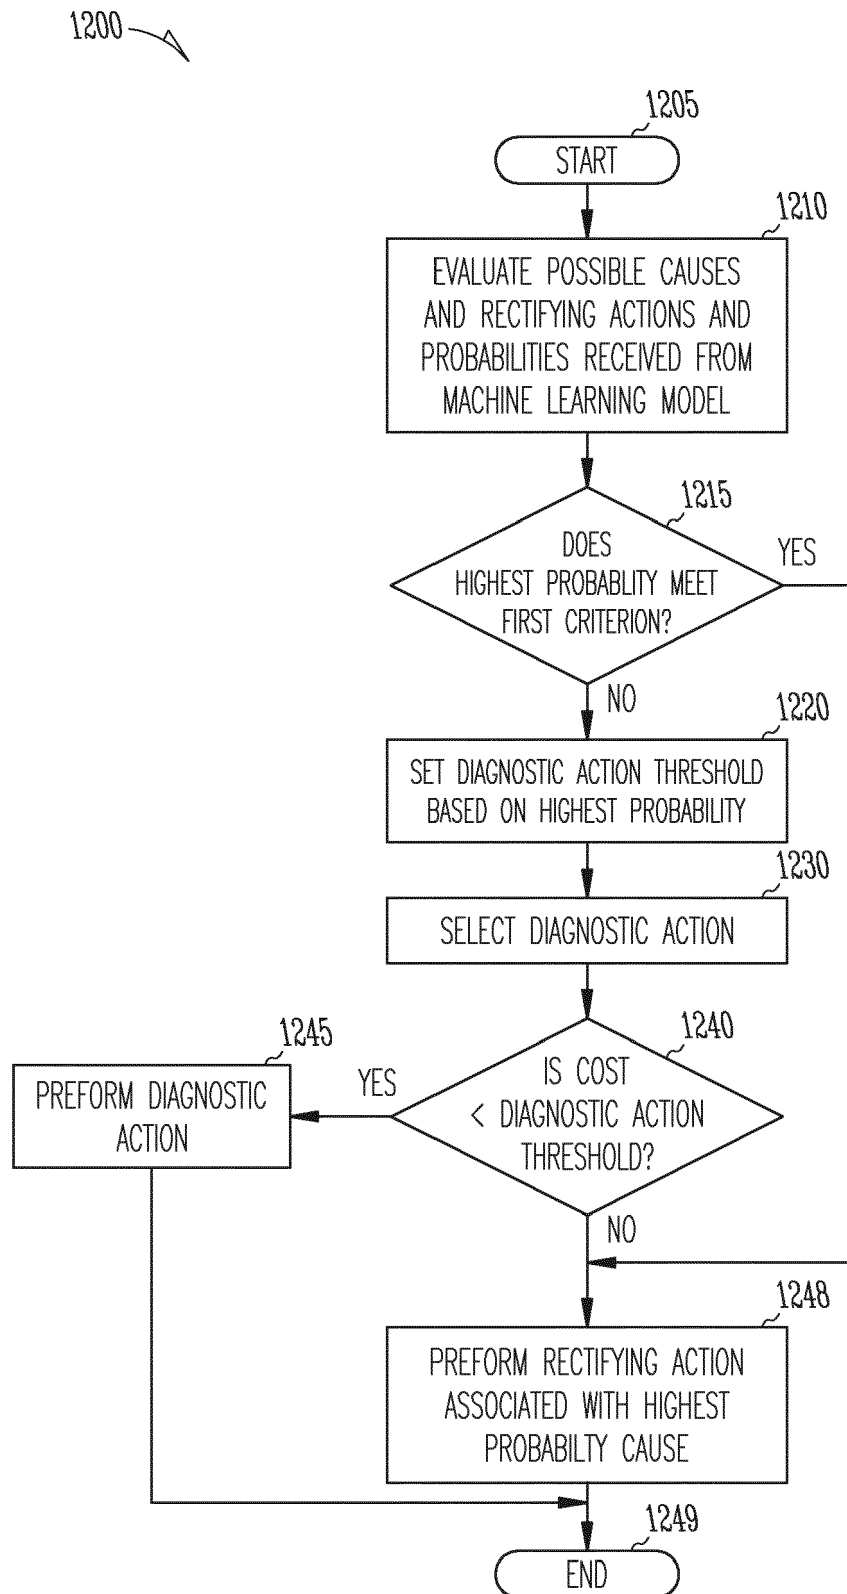 1200
1205
START
1210
EVALUATE POSSIBLE CAUSES
AND RECTIFYING ACTIONS AND
PROBABILITIES RECEIVED FROM
MACHINE LEARNING MODEL
1215
DOES
HIGHEST PROBABLITY MEET
FIRST CRITERION?
YES
NO
1220
SET DIAGNOSTIC ACTION THRESHOLD
BASED ON HIGHEST PROBABILITY
1230
SELECT DIAGNOSTIC ACTION
1240
IS COST
< DIAGNOSTIC ACTION
THRESHOLD?
YES
1245
PREFORM DIAGNOSTIC
ACTION
NO
1248
PREFORM RECTIFYING ACTION
ASSOCIATED WITH HIGHEST
PROBABILTY CAUSE
1249
END